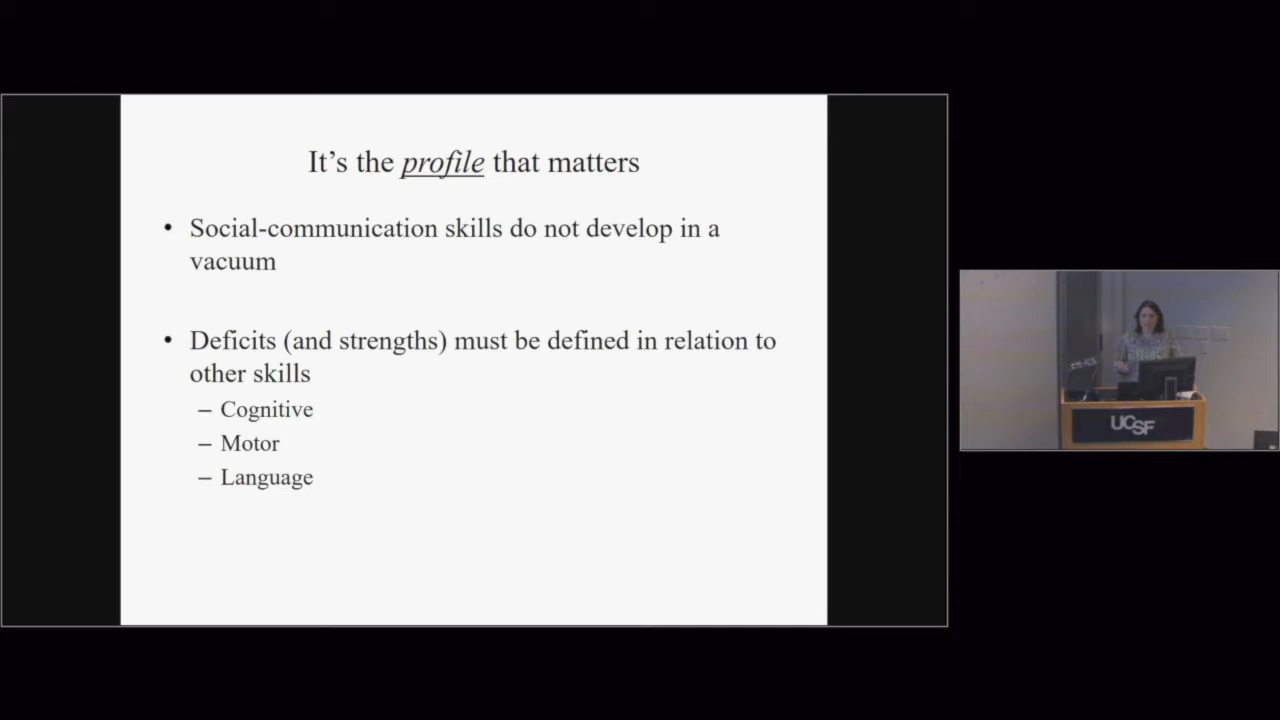 It's the profile that matters
• Social-communication skills do not develop in a
vacuum
• Deficits (and strengths) must be defined in relation to
other skills
– Cognitive
– Motor
– Language
UCSF